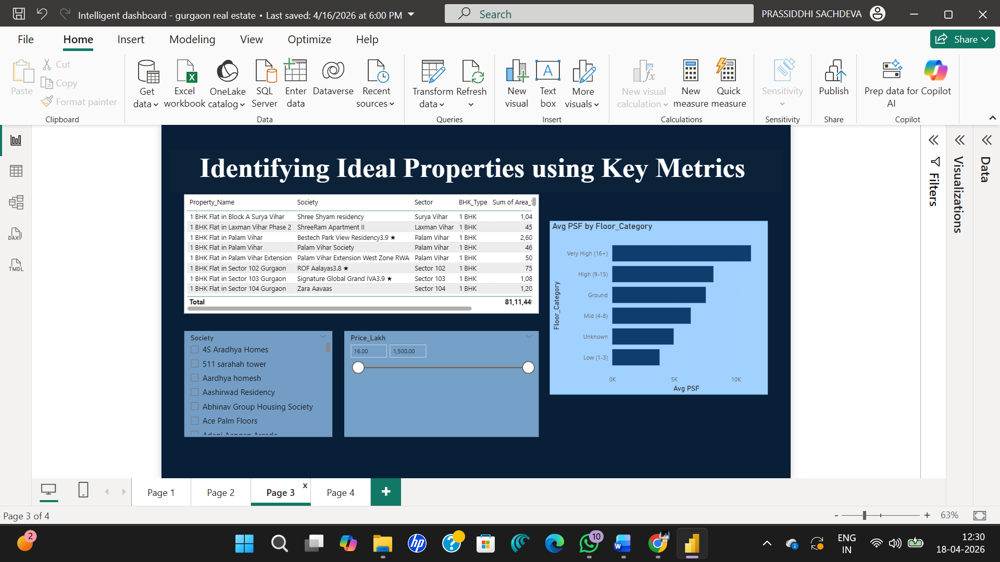 Intelligent dashboard - gurgaon real estate • Last saved: 4/16/2026 at 6:00 PM
Search
PRASSIDDHI SACHDEVA
File
Home
Insert
Modeling
View
Optimize
Help
Share
Paste
Cut
Copy
Format painter
Clipboard
Get data
Excel workbook
OneLake catalog
SQL Server
Enter data
Dataverse
Recent sources
Data
Transform data
Refresh
Queries
New visual
Text box
More visuals
Insert
New visual calculation
New measure
Quick measure
Calculations
Sensitivity
Sensitivity
Publish
Share
Prep data for AI
Copilot
Copilot
Identifying Ideal Properties using Key Metrics
Property_Name Society Sector BHK_Type Sum of Area_
1 BHK Flat in Block A Surya Vihar Shree Shyam residency Surya Vihar 1 BHK 1,04
1 BHK Flat in Laxman Vihar Phase 2 ShreeRam Apartment II Laxman Vihar 1 BHK 45
1 BHK Flat in Palam Vihar Bestech Park View Residency3.9 ★ Palam Vihar 1 BHK 2,60
1 BHK Flat in Palam Vihar Palam Vihar Society Palam Vihar 1 BHK 46
1 BHK Flat in Palam Vihar Extension Palam Vihar Extension West Zone RWA Palam Vihar 1 BHK 50
1 BHK Flat in Sector 102 Gurgaon ROF Aalayas3.8 ★ Sector 102 1 BHK 75
1 BHK Flat in Sector 103 Gurgaon Signature Global Grand IVA3.9 ★ Sector 103 1 BHK 1,08
1 BHK Flat in Sector 104 Gurgaon Zara Aavaas Sector 104 1 BHK 1,20
Total 81,11,44
Society
4S Aradhya Homes
511 sarahah tower
Aardhya homesh
Aashirwad Residency
Abhinav Group Housing Society
Ace Palm Floors
Adani Aangan Arcade
Price_Lakh
16.00 1,500.00
Avg PSF by Floor_Category
Floor_Category
Very High (16+)
High (9-15)
Ground
Mid (4-8)
Unknown
Low (1-3)
0K 5K 10K
Avg PSF
Filters
Visualizations
Data
DAX
TMDL
Page 1
Page 2
Page 3
x
Page 4
+
Page 3 of 4
- + 63%
2
hp
10
ENG
IN
12:30
18-04-2026